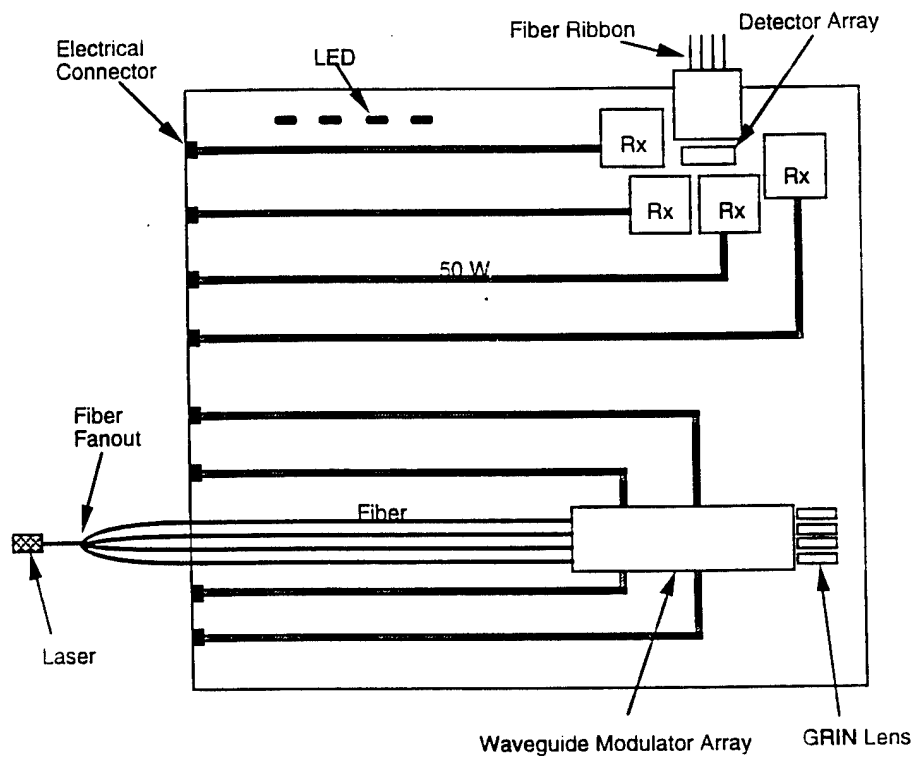 Detector Array
Fiber Ribbon
Electrical
Connector
LED
Rx
Rx
Rx
Rx
50 W
Fiber
Fanout
Fiber
Laser
Waveguide Modulator Array
GRIN Lens